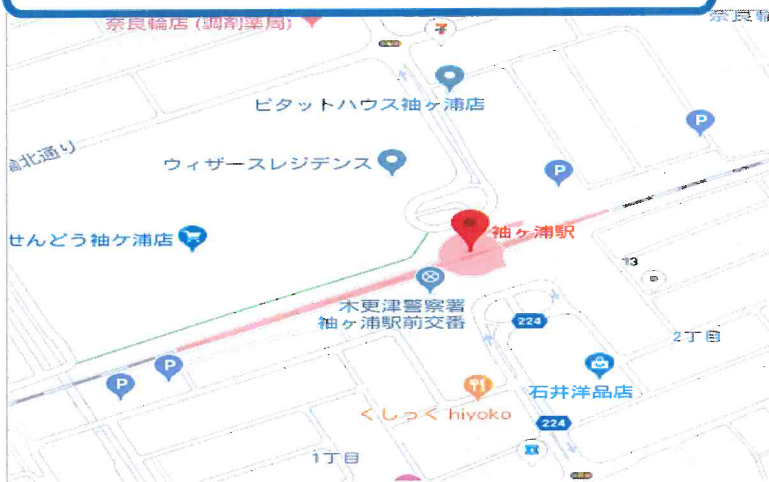 奈良輪店 (調剤薬局)
奈良輪
ピタットハウス袖ケ浦店
P
輪北通り
ウィザースレジデンス
P
せんどう袖ケ浦店
袖ヶ浦駅
13
木更津警察署
袖ヶ浦駅前交番
224
2丁目
P
P
石井洋品店
くしっく hiyoko
224
1丁目